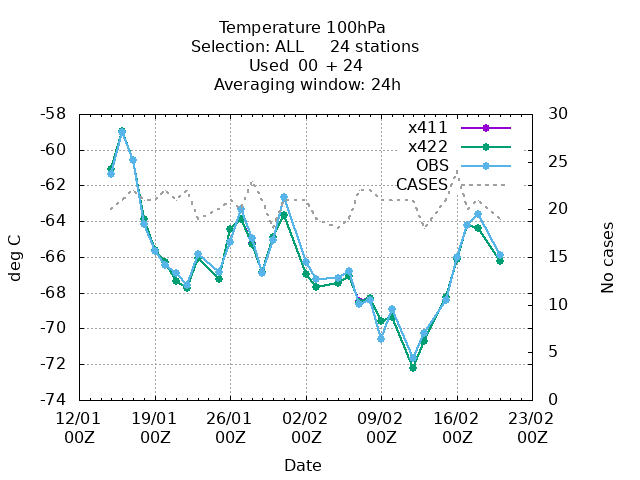 Temperature 100hPa
Selection: ALL     24 stations
Used  00 + 24
Averaging window: 24h
-58
-60
-62
-64
-66
-68
-70
-72
-74
deg C
30
25
20
15
10
5
0
No cases
x411
x422
OBS
CASES
12/01 19/01 26/01 02/02 09/02 16/02 23/02
00Z 00Z 00Z 00Z 00Z 00Z 00Z
Date